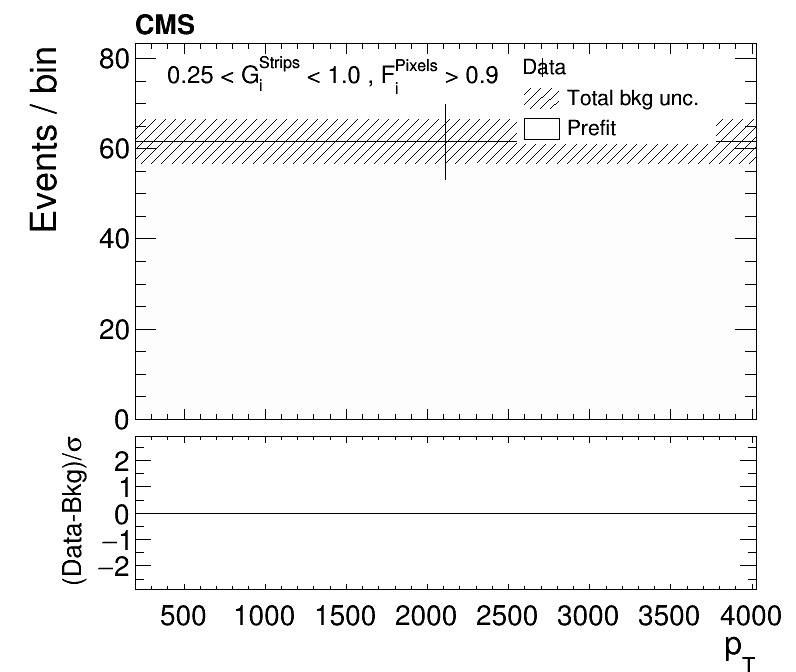 CMS
Events / bin
80
60
40
20
0
0.25 < G_i^Strips < 1.0 , F_i^Pixels > 0.9
Data
Total bkg unc.
Prefit
(Data-Bkg)/σ
2
1
0
−1
−2
500 1000 1500 2000 2500 3000 3500 4000
p_T